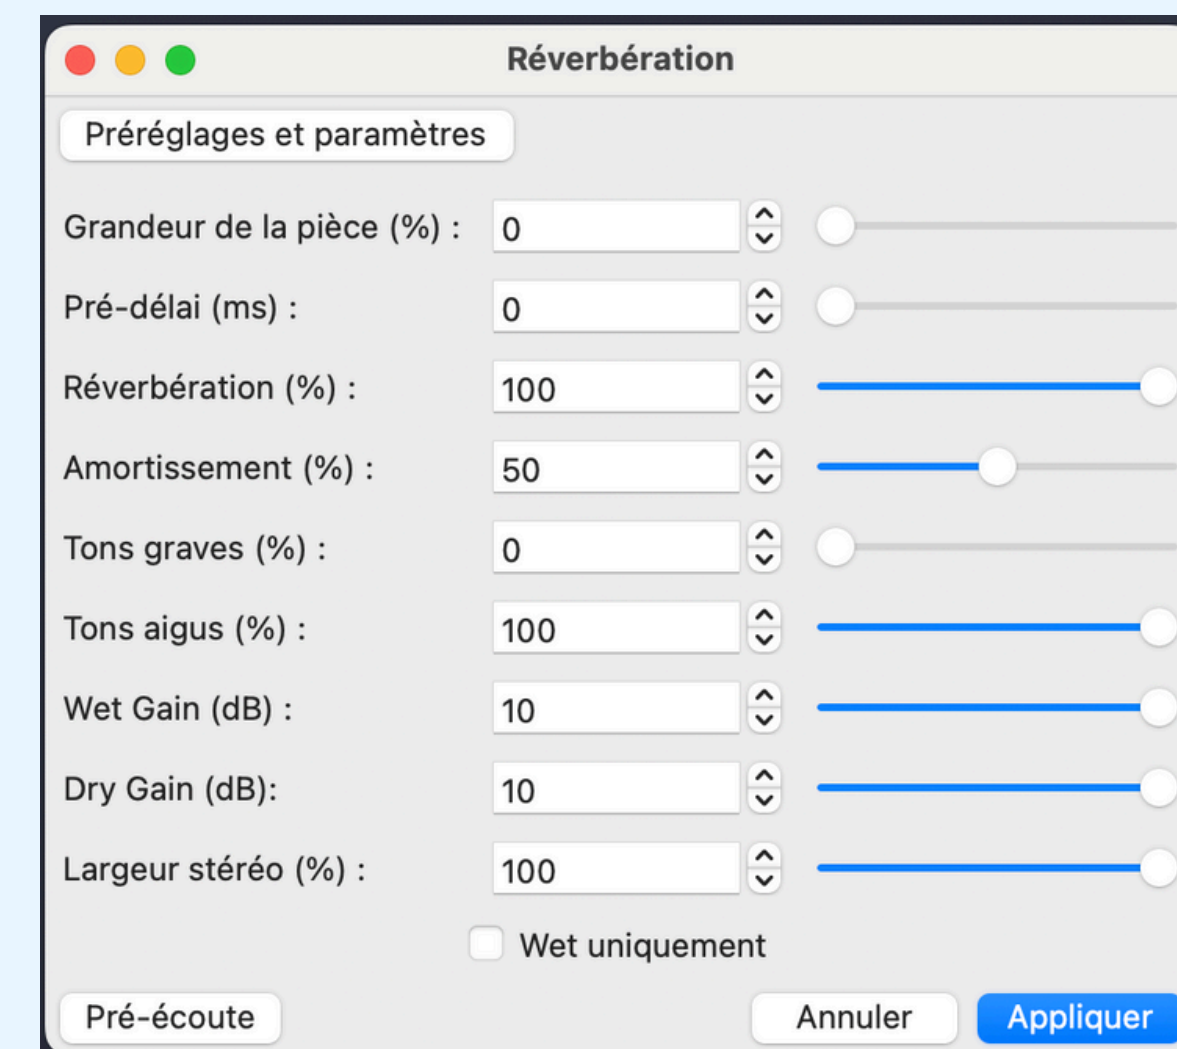 Réverbération
Préréglages et paramètres
Grandeur de la pièce (%) : 0
Pré-délai (ms) : 0
Réverbération (%) : 100
Amortissement (%) : 50
Tons graves (%) : 0
Tons aigus (%) : 100
Wet Gain (dB) : 10
Dry Gain (dB): 10
Largeur stéréo (%) : 100
Wet uniquement
Pré-écoute Annuler Appliquer